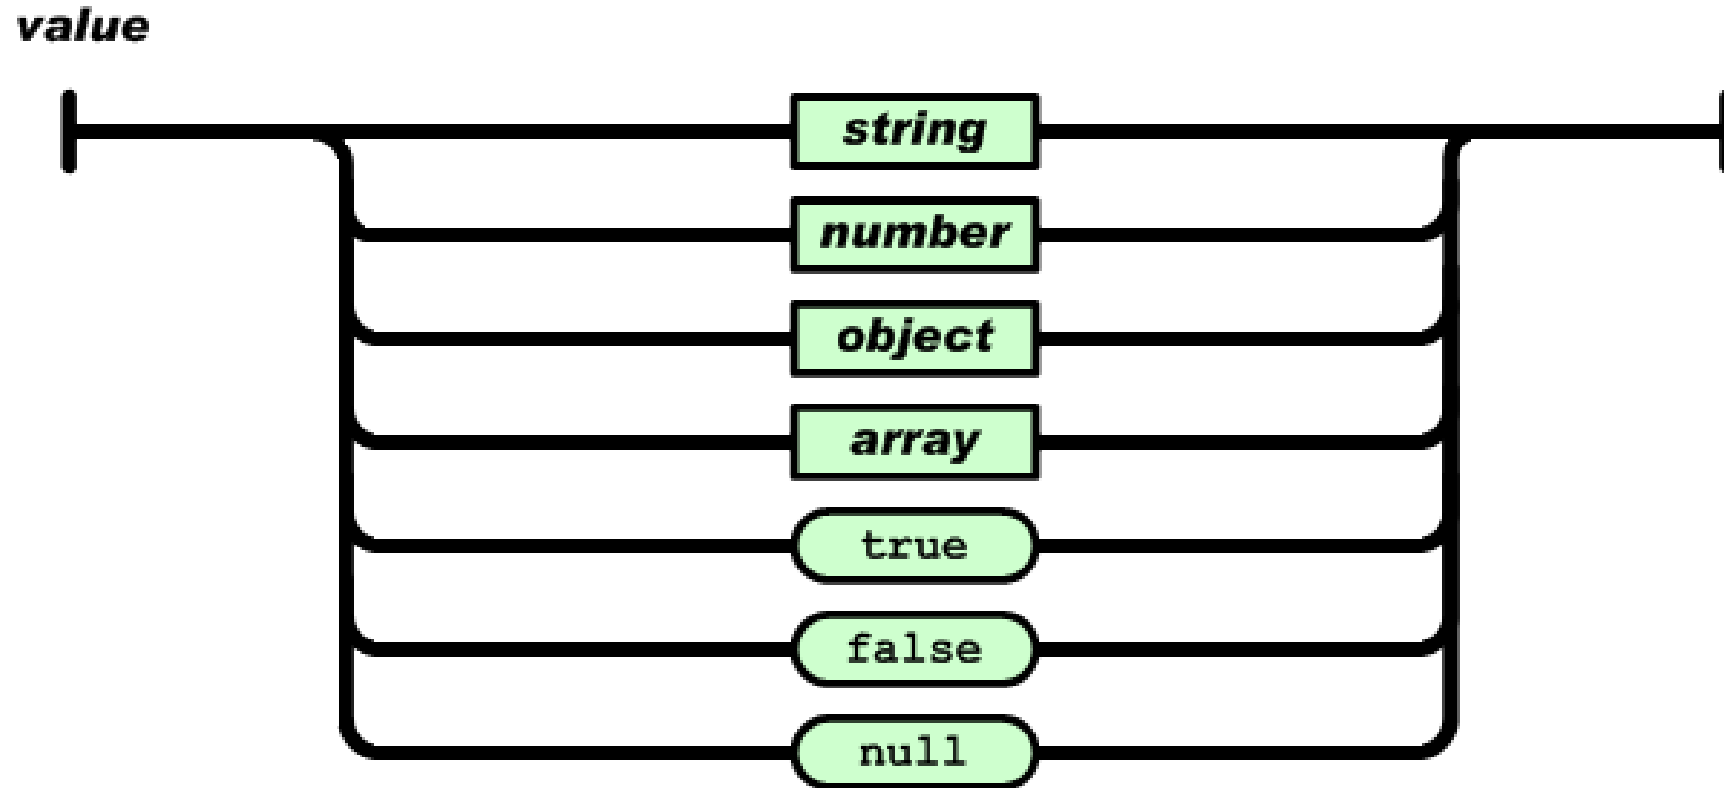 value
string
number
object
array
true
false
null